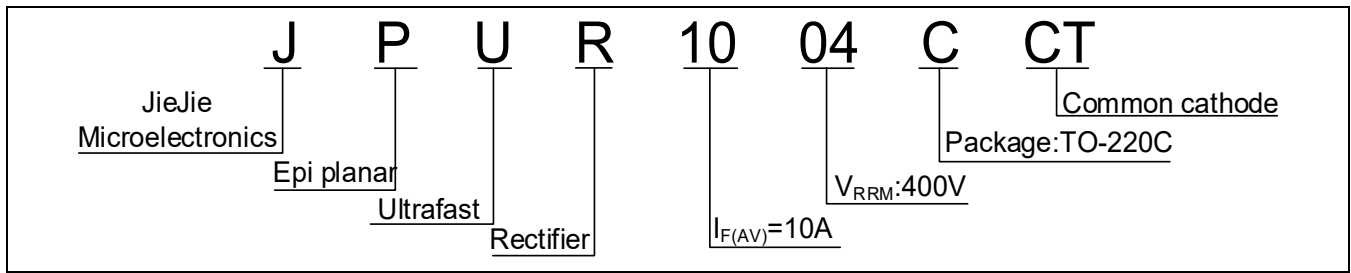 J P U R 10 04 C CT
JieJie
Microelectronics
Common cathode
Package:TO-220C
Epi planar
VRRM:400V
Ultrafast
IF(AV)=10A
Rectifier